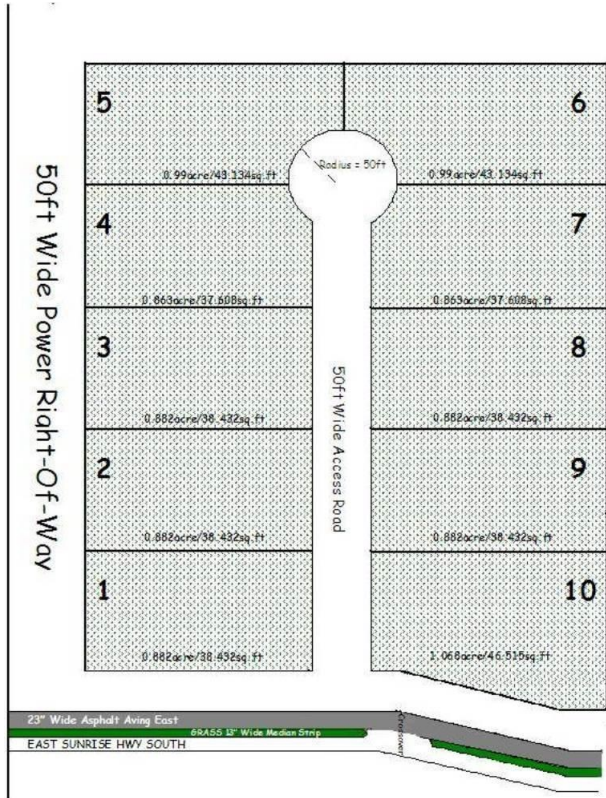 5
6
Radius = 50ft
0.99acre/43.134sq.ft
0.99acre/43.134sq.ft
4
7
0.863acre/37.608sq.ft
0.863acre/37.608sq.ft
50ft Wide Power Right-Of-Way
3
8
50ft Wide Access Road
0.882acre/38.432sq.ft
0.882acre/38.432sq.ft
2
9
0.882acre/38.432sq.ft
0.882acre/38.432sq.ft
1
10
0.882acre/38.432sq.ft
1.068acre/46.515sq.ft
23" Wide Asphalt Aving East
GRASS 13" Wide Median Strip
Crossover
EAST SUNRISE HWY SOUTH